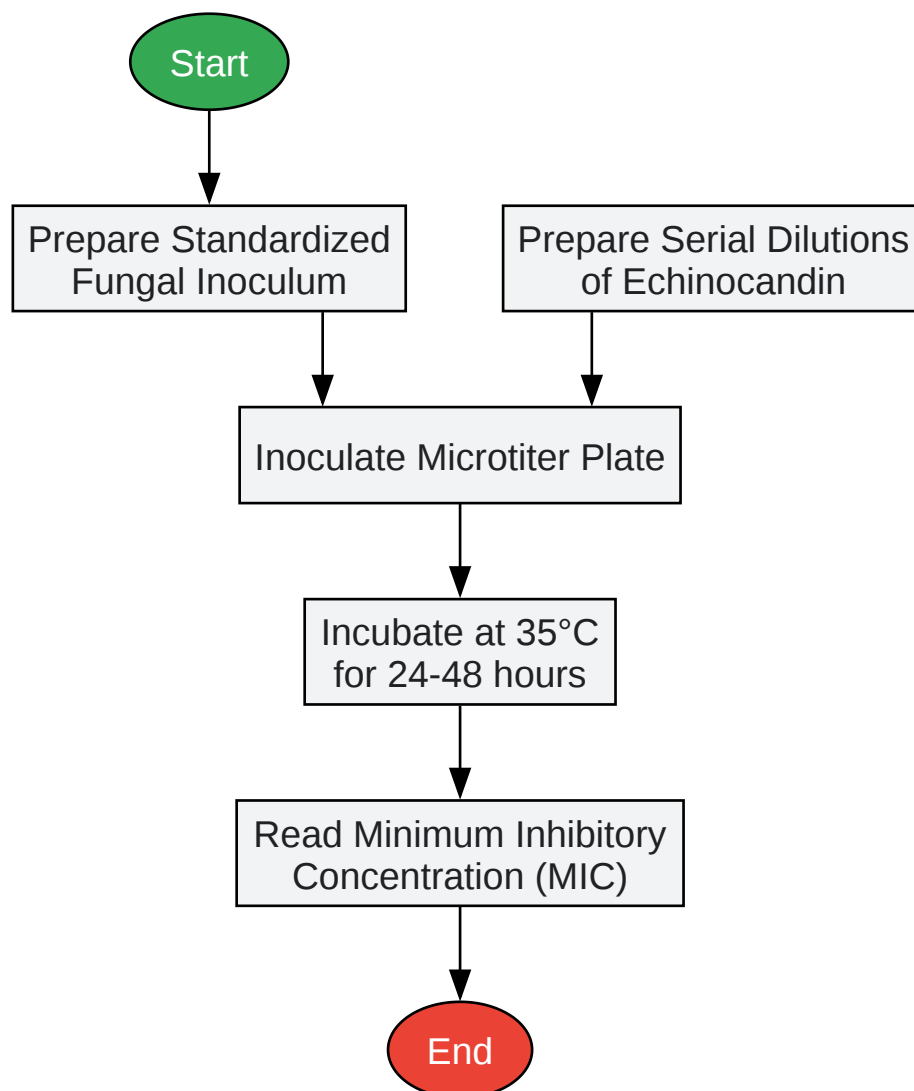 Start
Prepare Standardized
Fungal Inoculum
Prepare Serial Dilutions
of Echinocandin
Inoculate Microtiter Plate
Incubate at 35°C
for 24-48 hours
Read Minimum Inhibitory
Concentration (MIC)
End